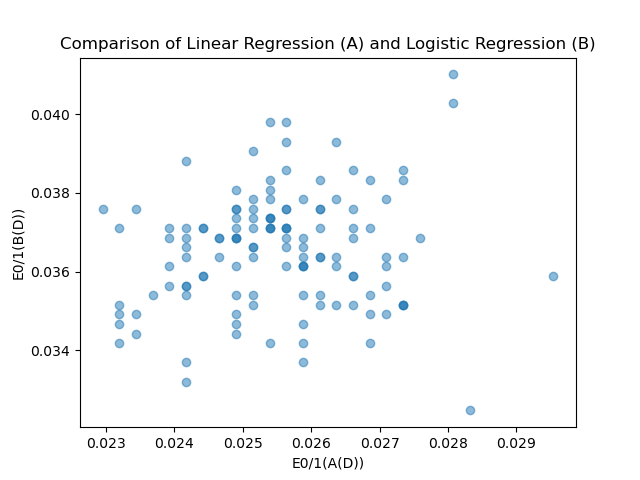 Comparison of Linear Regression (A) and Logistic Regression (B)
0.040
0.038
0.036
0.034
E0/1(B(D))
0.023 0.024 0.025 0.026 0.027 0.028 0.029
E0/1(A(D))